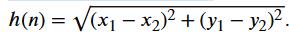 h(n) = √(x₁ − x₂)² + (y₁ − y₂)².